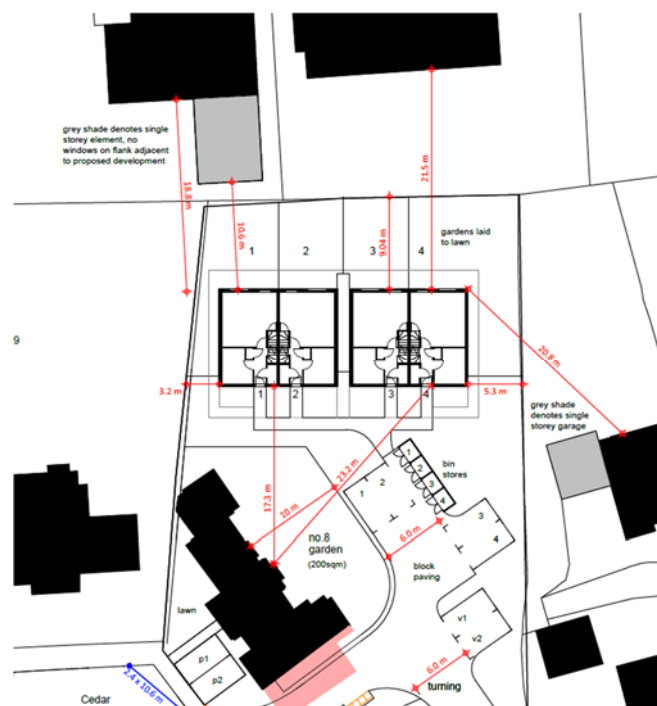 grey shade denotes single
storey element, no
windows on flank adjacent
to proposed development
18.8 m
10.6 m
21.5 m
9.04 m
gardens laid
to lawn
1
2
3
4
9
20.8 m
3.2 m
1
2
3
4
5.3 m
grey shade
denotes single
storey garage
17.3 m
23.2 m
10 m
1
2
1
2
3
4
bin
stores
3
4
6.0 m
no.8
garden
(200sqm)
block
paving
lawn
v1
v2
p1
p2
6.0 m
turning
2.4 x 10.6 m
Cedar